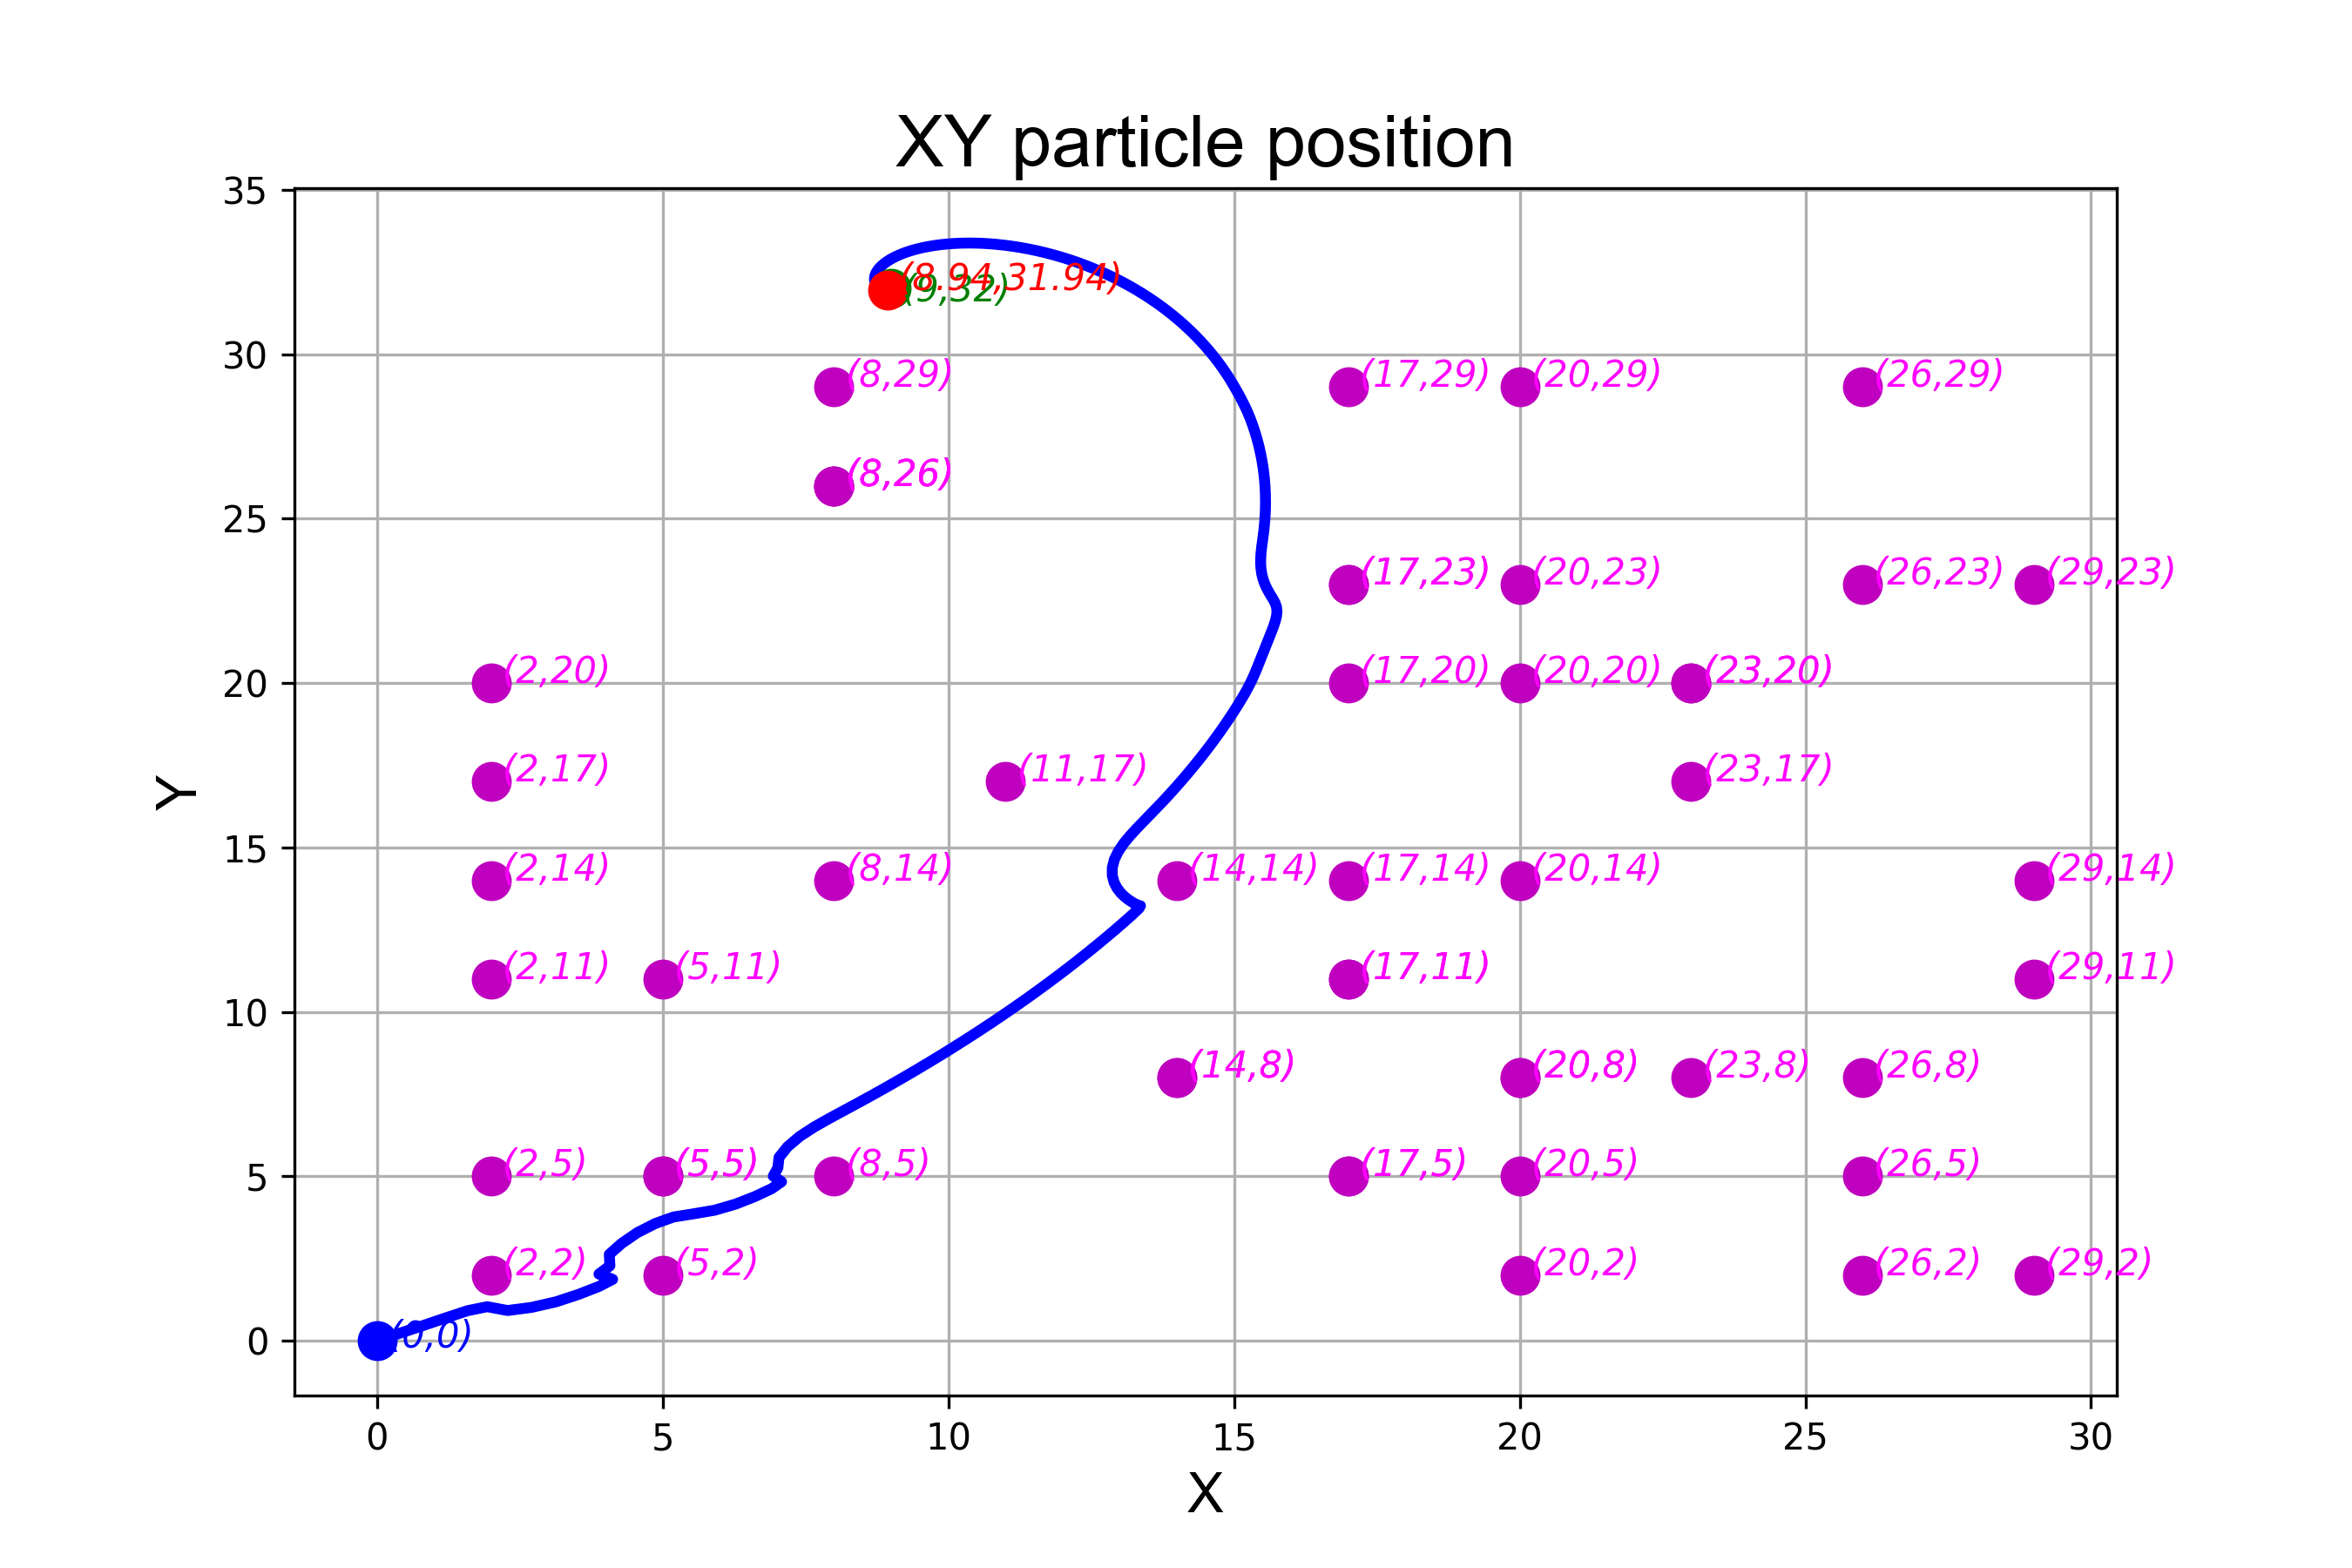 XY particle position
35
(8.94,31.94)
(9,32)
30
(8,29) (17,29) (20,29) (26,29)
(8,26)
25
(17,23) (20,23) (26,23) (29,23)
20
(2,20) (17,20) (20,20) (23,20)
(2,17) (11,17) (23,17)
Y
15
(2,14) (8,14) (14,14) (17,14) (20,14) (29,14)
(2,11) (5,11) (17,11) (29,11)
10
(14,8) (20,8) (23,8) (26,8)
5
(2,5) (5,5) (8,5) (17,5) (20,5) (26,5)
(2,2) (5,2) (20,2) (26,2) (29,2)
0
(0,0)
0 5 10 15 20 25 30
X